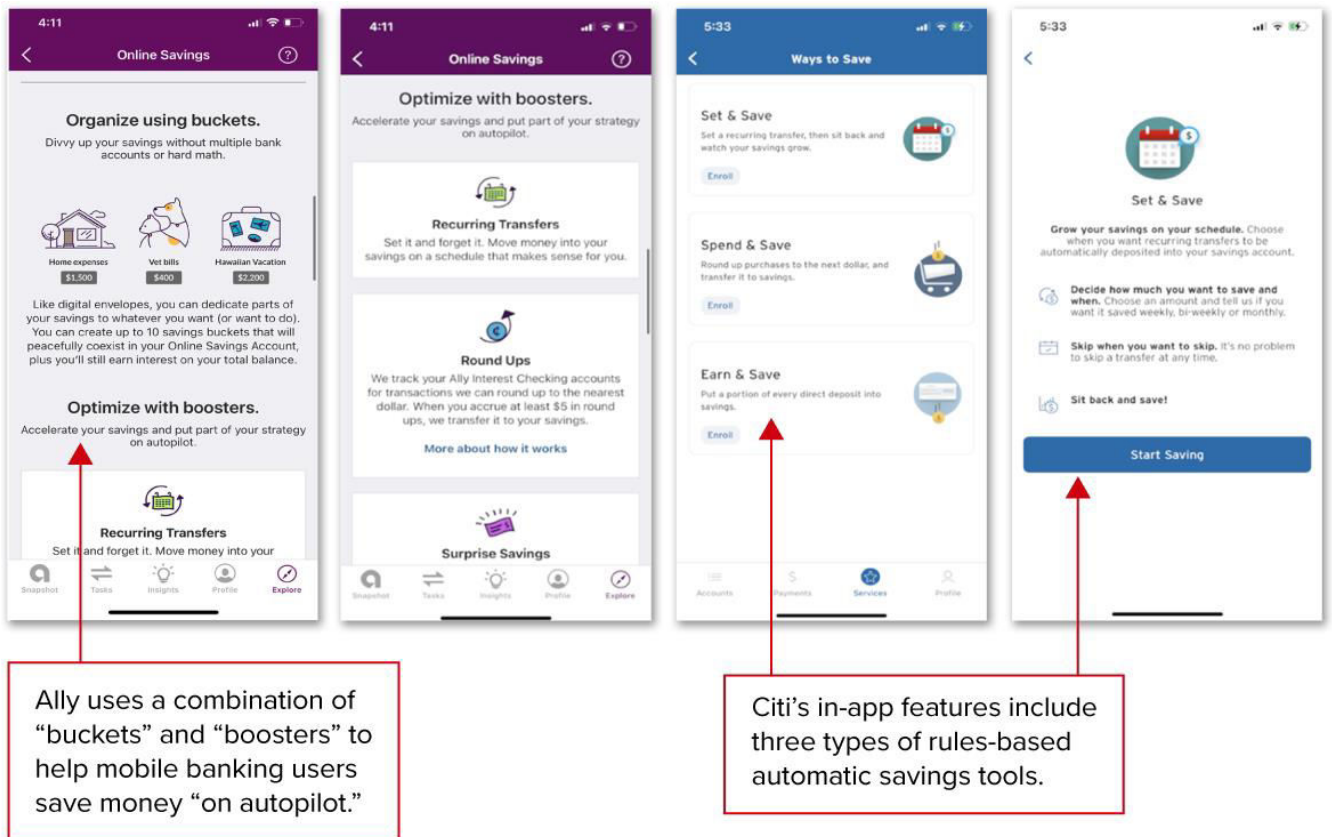 4:11
Online Savings
?
Organize using buckets.
Divvy up your savings without multiple bank
accounts or hard math.
Home expenses
$1,500
Vet bills
$400
Hawaiian Vacation
$2,200
Like digital envelopes, you can dedicate parts of
your savings to whatever you want (or want to do).
You can create up to 10 savings buckets that will
peacefully coexist in your Online Savings Account,
plus you'll still earn interest on your total balance.
Optimize with boosters.
Accelerate your savings and put part of your strategy
on autopilot.
Recurring Transfers
Set it and forget it. Move money into your
Snapshot
Tasks
Insights
Profile
Explore
4:11
Online Savings
?
Optimize with boosters.
Accelerate your savings and put part of your strategy
on autopilot.
Recurring Transfers
Set it and forget it. Move money into your
savings on a schedule that makes sense for you.
Round Ups
We track your Ally Interest Checking accounts
for transactions we can round up to the nearest
dollar. When you accrue at least $5 in round
ups, we transfer it to your savings.
More about how it works
Surprise Savings
Snapshot
Tasks
Insights
Profile
Explore
5:33
Ways to Save
Set & Save
Set a recurring transfer, then sit back and
watch your savings grow.
Enroll
Spend & Save
Round up purchases to the next dollar, and
transfer it to savings.
Enroll
Earn & Save
Put a portion of every direct deposit into
savings.
Enroll
Accounts
Payments
Services
Profile
5:33
Set & Save
Grow your savings on your schedule. Choose
when you want recurring transfers to be
automatically deposited into your savings account.
Decide how much you want to save and
when. Choose an amount and tell us if you
want it saved weekly, bi-weekly or monthly.
Skip when you want to skip. It's no problem
to skip a transfer at any time.
Sit back and save!
Start Saving
Ally uses a combination of
“buckets” and “boosters” to
help mobile banking users
save money “on autopilot.”
Citi’s in-app features include
three types of rules-based
automatic savings tools.